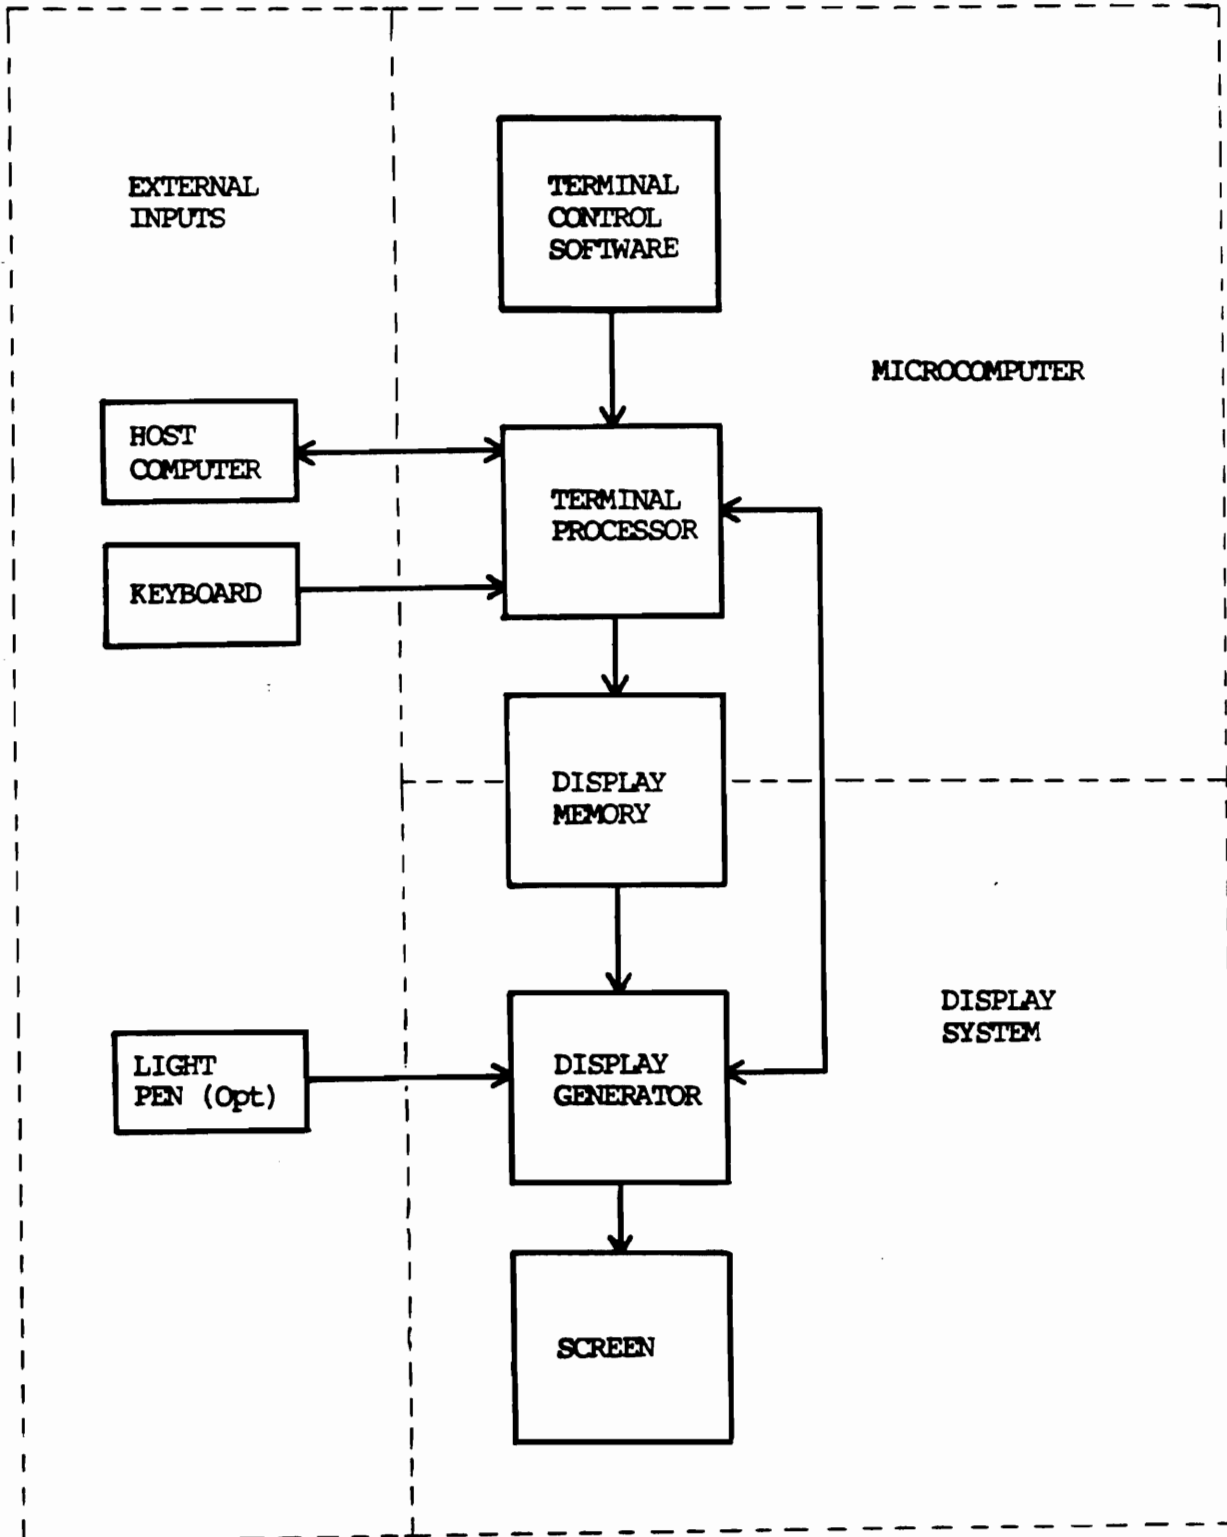 EXTERNAL
INPUTS
TERMINAL
CONTROL
SOFTWARE
MICROCOMPUTER
HOST
COMPUTER
TERMINAL
PROCESSOR
KEYBOARD
DISPLAY
MEMORY
DISPLAY
SYSTEM
LIGHT
PEN (Opt)
DISPLAY
GENERATOR
SCREEN